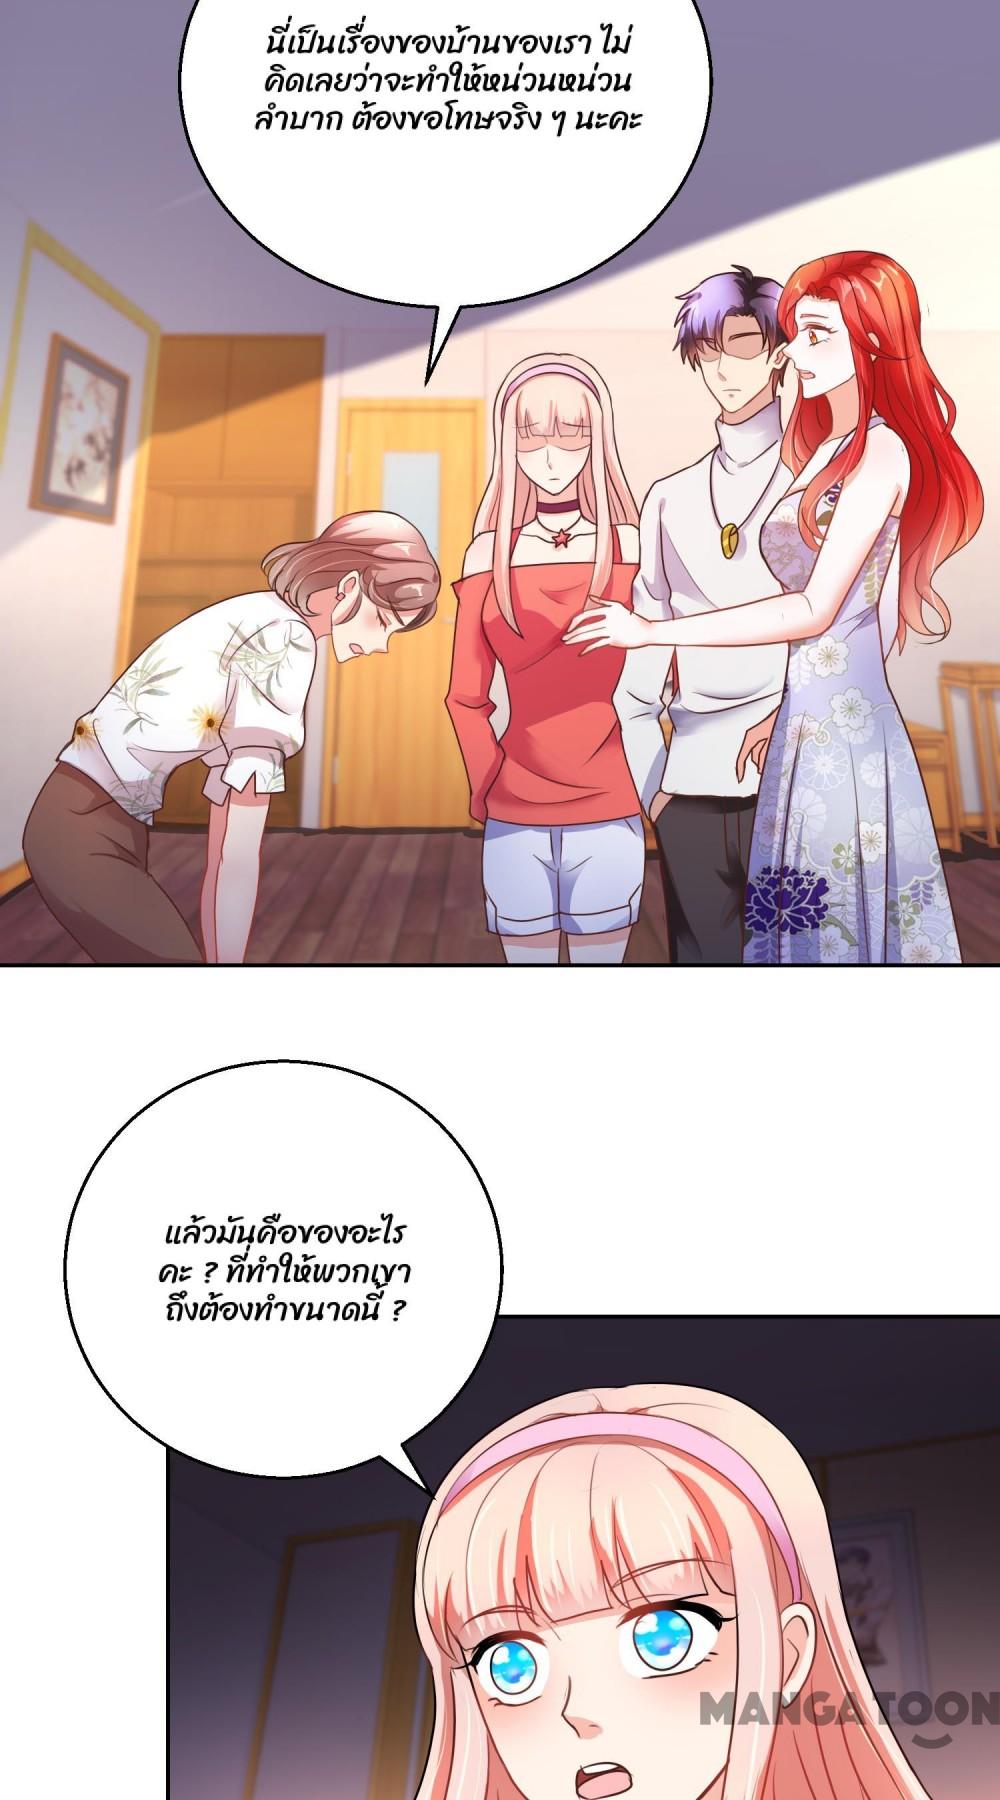 นี่เป็นเรื่องของบ้านของเรา ไม่
คิดเลยว่าจะทำให้หน่วนหน่วน
ลำบาก ต้องขอโทษจริง ๆ นะคะ
แล้วมันคือของอะไร
คะ ? ที่ทำให้พวกเขา
ถึงต้องทำขนาดนี้ ?
MANGATOON